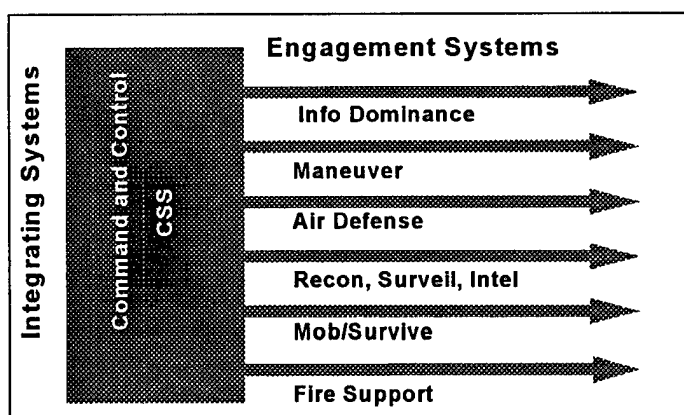 Engagement Systems
Integrating Systems
Command and Control
CSS
Info Dominance
Maneuver
Air Defense
Recon, Surveil, Intel
Mob/Survive
Fire Support